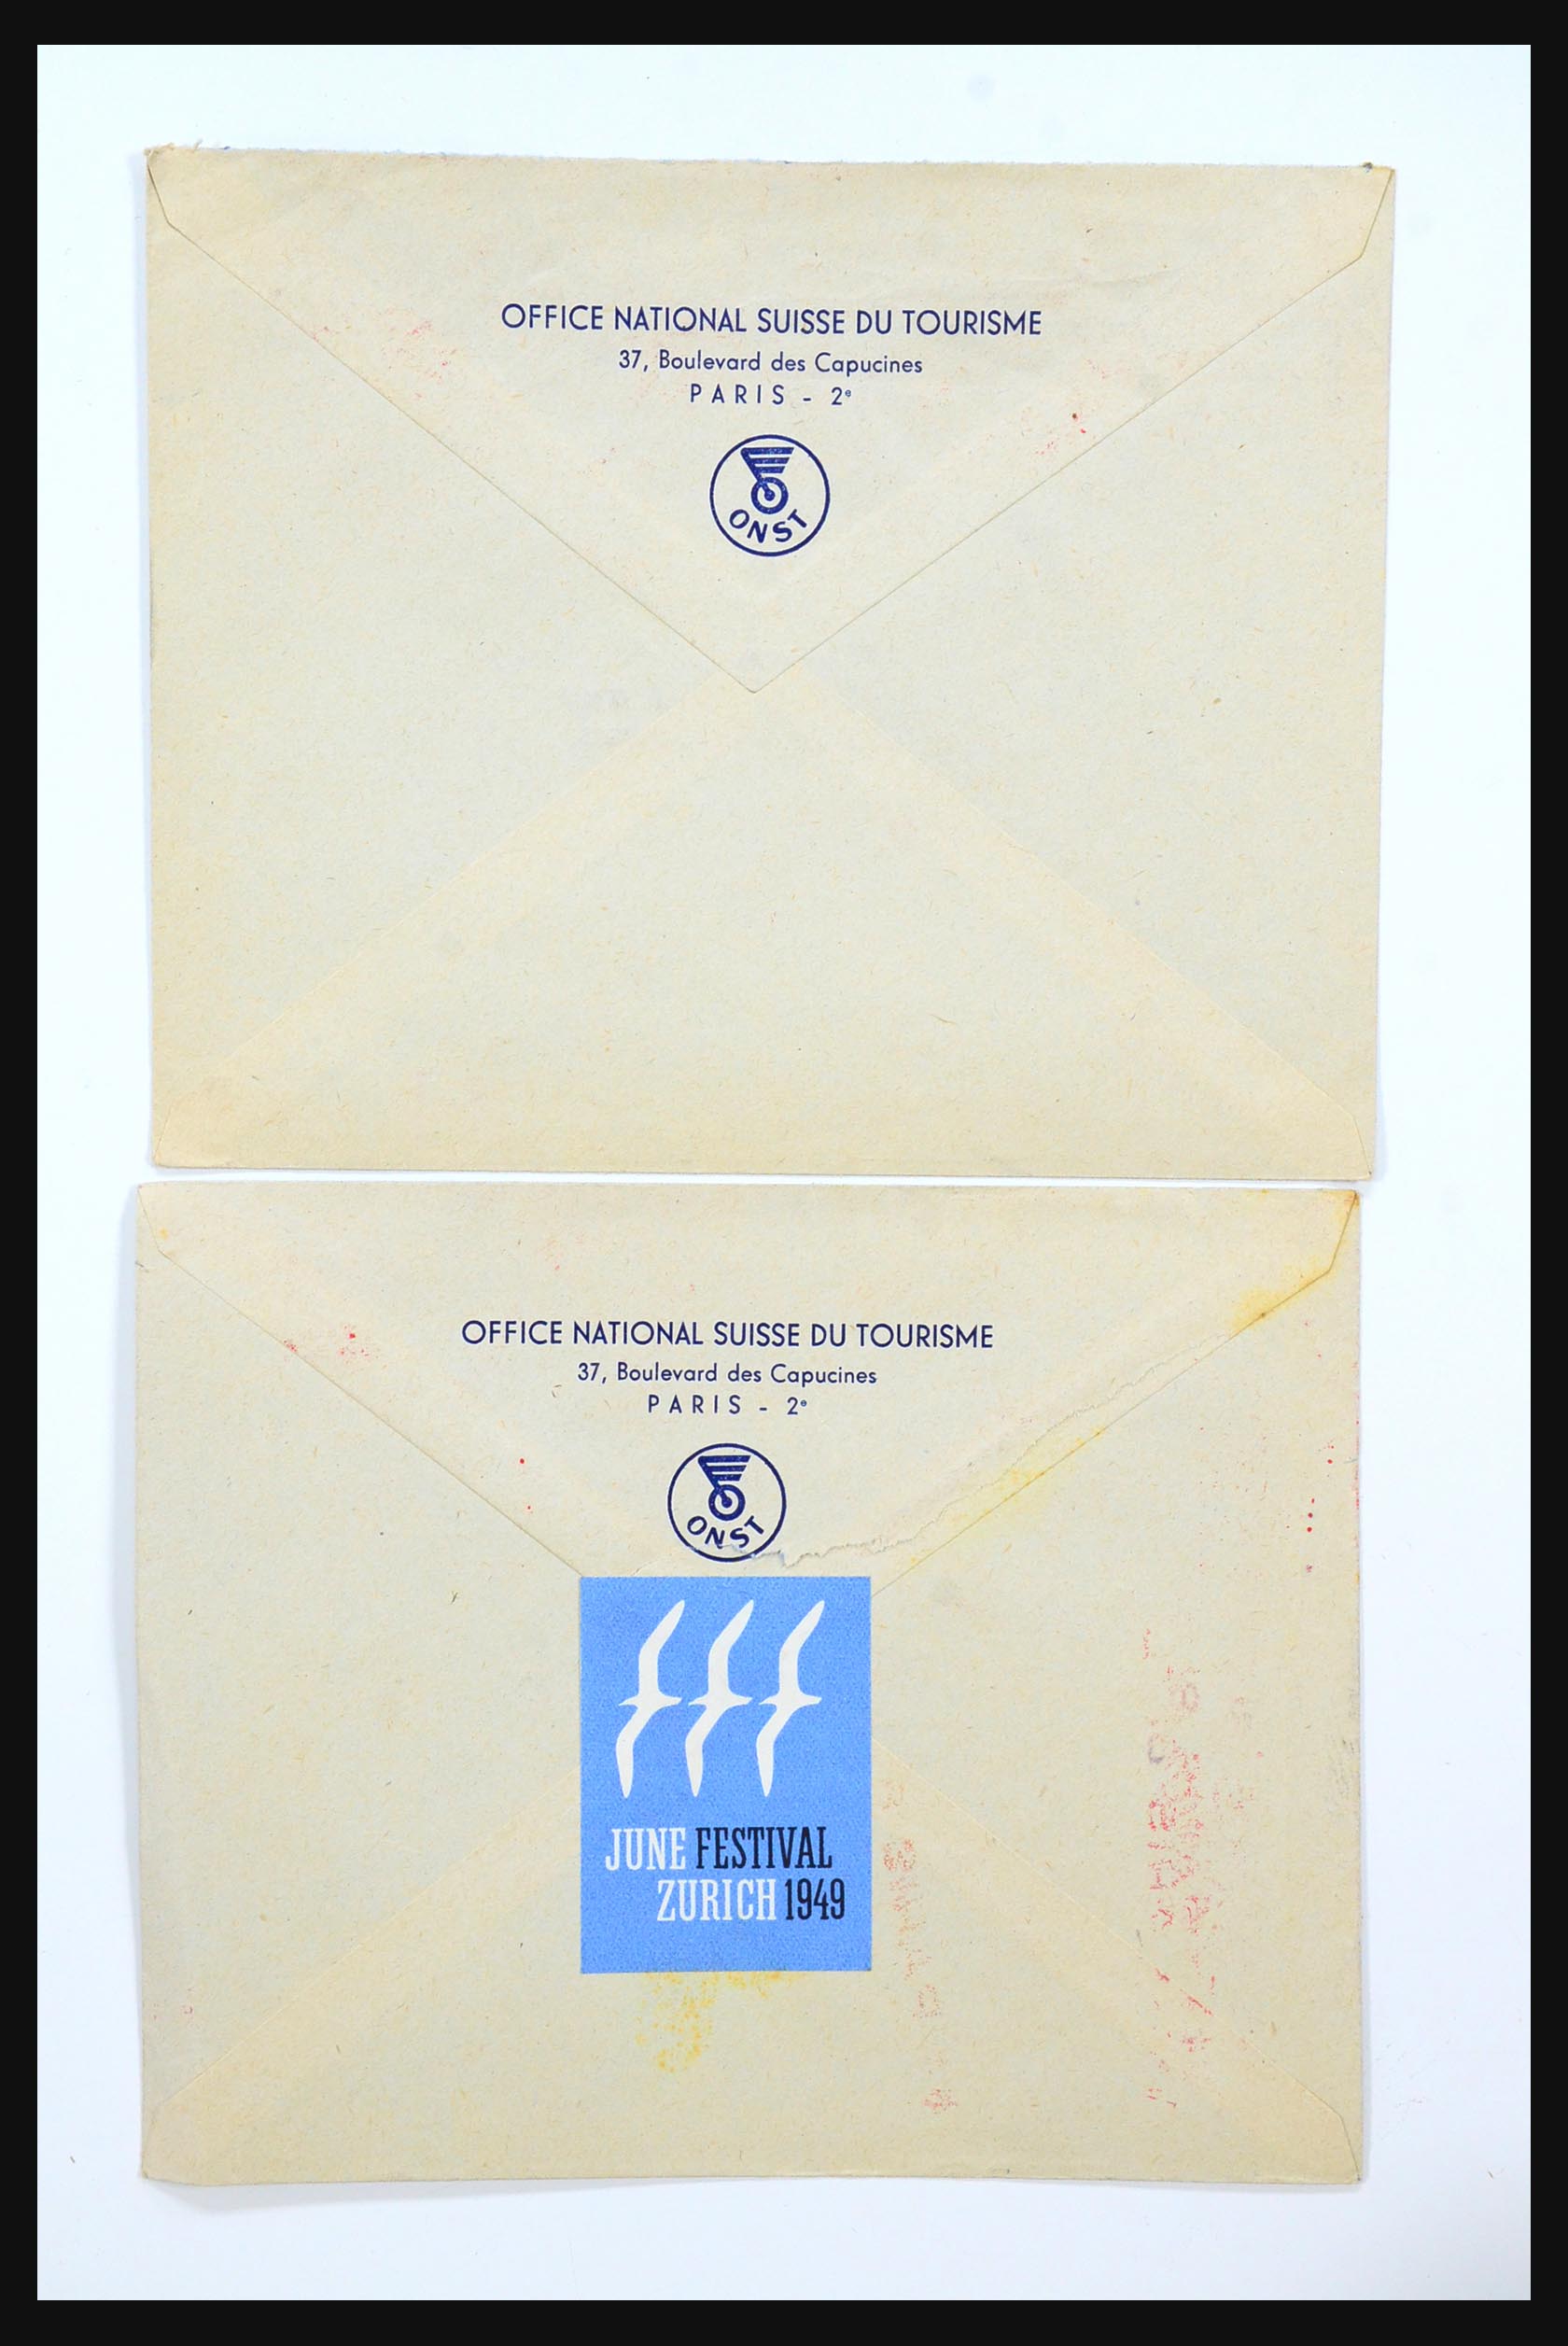 OFFICE NATIONAL SUISSE DU TOURISME
37, Boulevard des Capucines
PARIS - 2e
ONST
OFFICE NATIONAL SUISSE DU TOURISME
37, Boulevard des Capucines
PARIS - 2e
ONST
JUNE FESTIVAL
ZURICH 1949